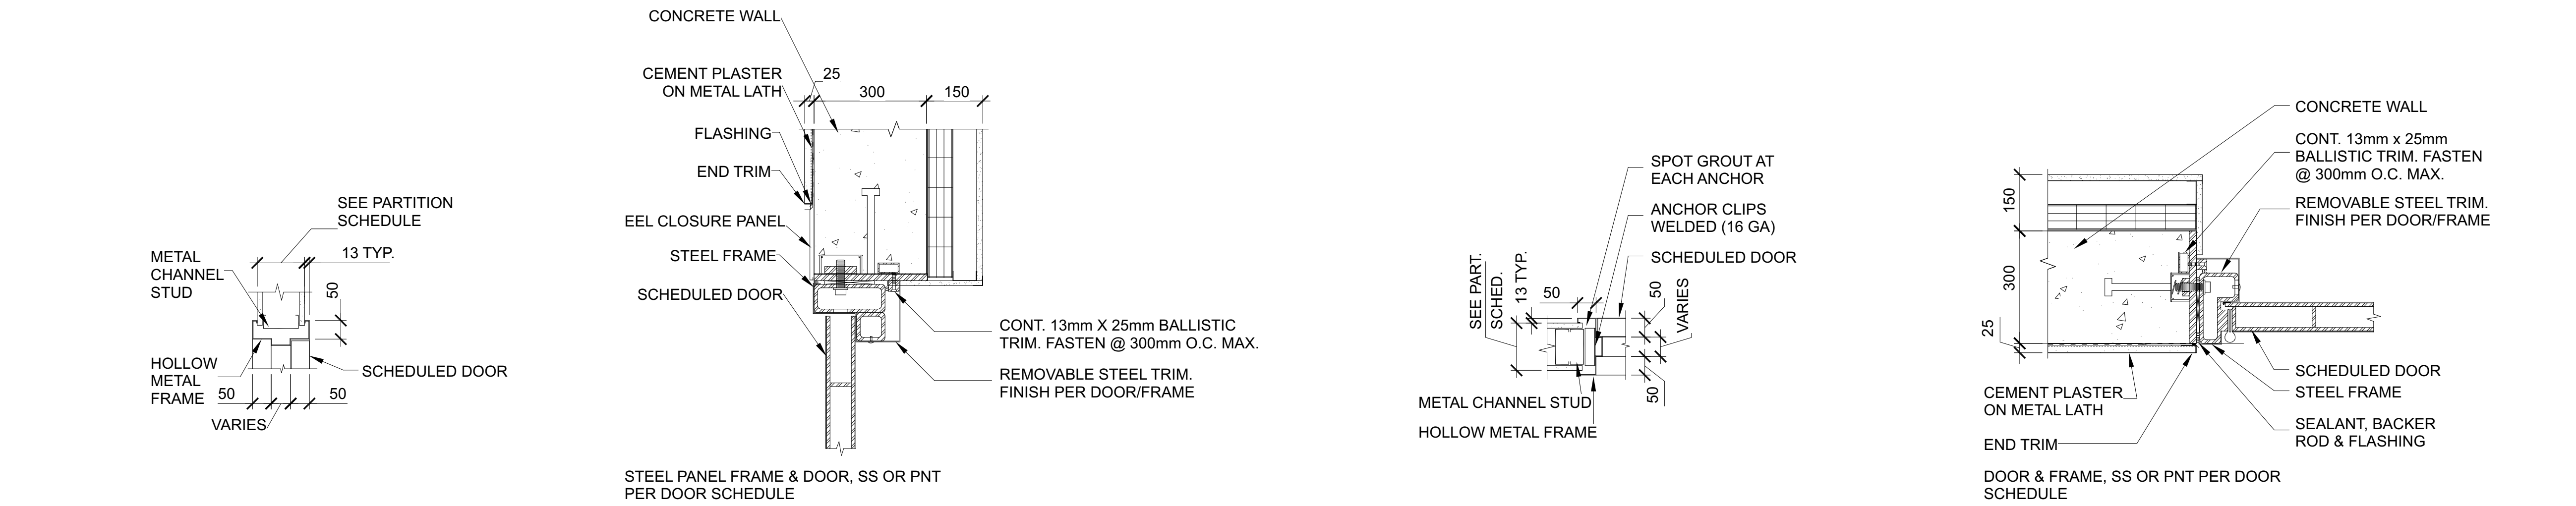 SEE PARTITION
SCHEDULE
13 TYP.
METAL
CHANNEL
STUD
50
HOLLOW
METAL
FRAME
SCHEDULED DOOR
50
50
VARIES
CONCRETE WALL
CEMENT PLASTER
ON METAL LATH
25
300
150
FLASHING
END TRIM
EEL CLOSURE PANEL
STEEL FRAME
SCHEDULED DOOR
CONT. 13mm X 25mm BALLISTIC
TRIM. FASTEN @ 300mm O.C. MAX.
REMOVABLE STEEL TRIM.
FINISH PER DOOR/FRAME
STEEL PANEL FRAME & DOOR, SS OR PNT
PER DOOR SCHEDULE
SPOT GROUT AT
EACH ANCHOR
ANCHOR CLIPS
WELDED (16 GA)
SCHEDULED DOOR
SEE PART.
SCHED.
13 TYP.
50
50
VARIES
50
METAL CHANNEL STUD
HOLLOW METAL FRAME
CONCRETE WALL
CONT. 13mm x 25mm
BALLISTIC TRIM. FASTEN
@ 300mm O.C. MAX.
REMOVABLE STEEL TRIM.
FINISH PER DOOR/FRAME
150
300
25
SCHEDULED DOOR
STEEL FRAME
SEALANT, BACKER
ROD & FLASHING
CEMENT PLASTER
ON METAL LATH
END TRIM
DOOR & FRAME, SS OR PNT PER DOOR
SCHEDULE